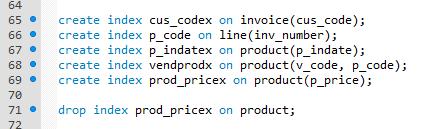 64
65 create index cus_codex on invoice(cus_code);
66 create index p_code on line(inv_number);
67 create index p_indatex on product(p_indate);
68 create index vendprodx on product(v_code, p_code);
69 create index prod_pricex on product(p_price);
70
71 drop index prod_pricex on product;
72